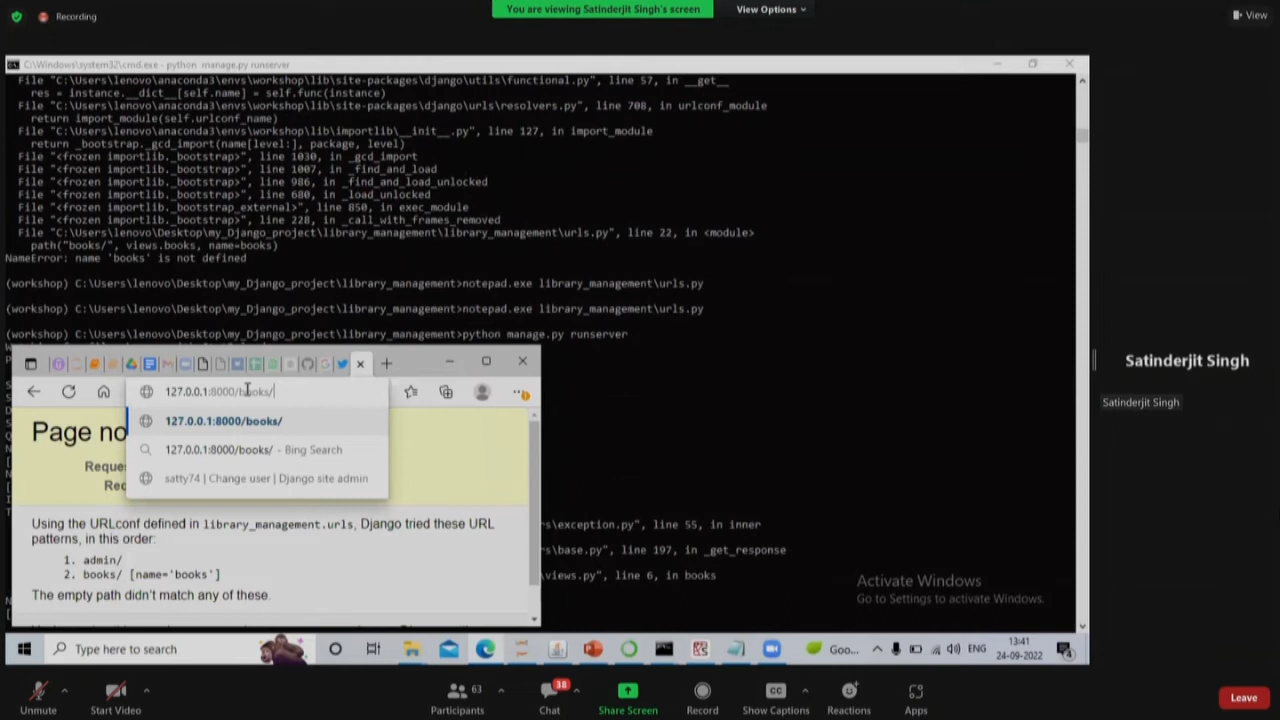 You are viewing Satinderjit Singh's screen
View Options
Recording
View
C:\Windows\system32\cmd.exe - python manage.py runserver
File "C:\Users\lenovo\anaconda3\envs\workshop\lib\site-packages\django\utils\functional.py", line 57, in __get__
res = instance.__dict__[self.name] = self.func(instance)
File "C:\Users\lenovo\anaconda3\envs\workshop\lib\site-packages\django\urls\resolvers.py", line 708, in urlconf_module
return import_module(self.urlconf_name)
File "C:\Users\lenovo\anaconda3\envs\workshop\lib\importlib\__init__.py", line 127, in import_module
return _bootstrap._gcd_import(name[level:], package, level)
File "<frozen importlib._bootstrap>", line 1030, in _gcd_import
File "<frozen importlib._bootstrap>", line 1007, in _find_and_load
File "<frozen importlib._bootstrap>", line 986, in _find_and_load_unlocked
File "<frozen importlib._bootstrap>", line 680, in _load_unlocked
File "<frozen importlib._bootstrap_external>", line 850, in exec_module
File "<frozen importlib._bootstrap>", line 228, in _call_with_frames_removed
File "C:\Users\lenovo\Desktop\my_Django_project\library_management\library_management\urls.py", line 22, in <module>
path("books/", views.books, name=books)
NameError: name 'books' is not defined
(workshop) C:\Users\lenovo\Desktop\my_Django_project\library_management>notepad.exe library_management\urls.py
(workshop) C:\Users\lenovo\Desktop\my_Django_project\library_management>notepad.exe library_management\urls.py
(workshop) C:\Users\lenovo\Desktop\my_Django_project\library_management>python manage.py runserver
127.0.0.1:8000/books/
127.0.0.1:8000/books/
127.0.0.1:8000/books/ - Bing Search
satty74 | Change user | Django site admin
Page no
Reque
Rec
Using the URLconf defined in library_management.urls, Django tried these URL
patterns, in this order:
1. admin/
2. books/ [name='books']
The empty path didn't match any of these.
s\exception.py", line 55, in inner
s\base.py", line 197, in _get_response
\views.py", line 6, in books
Activate Windows
Go to Settings to activate Windows.
Satinderjit Singh
Satinderjit Singh
Type here to search
Goo...
ENG
13:41
24-09-2022
4
Unmute
Start Video
63
Participants
38
Chat
Share Screen
Record
CC
Show Captions
Reactions
Apps
Leave